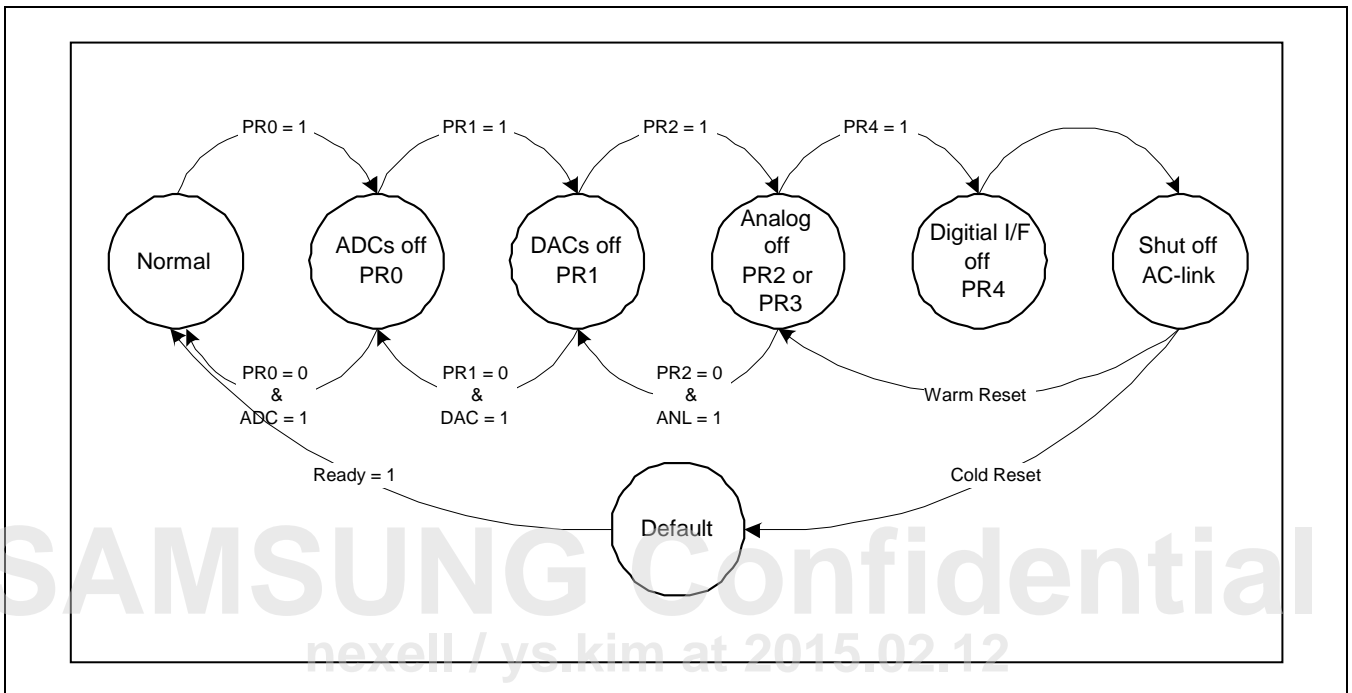 PR0 = 1
PR1 = 1
PR2 = 1
PR4 = 1
Normal
ADCs off
PR0
DACs off
PR1
Analog
off
PR2 or
PR3
Digitial I/F
off
PR4
Shut off
AC-link
PR0 = 0
&
ADC = 1
PR1 = 0
&
DAC = 1
PR2 = 0
&
ANL = 1
Warm Reset
Ready = 1
Cold Reset
Default
SAMSUNG Confidential
nexell / ys.kim at 2015.02.12